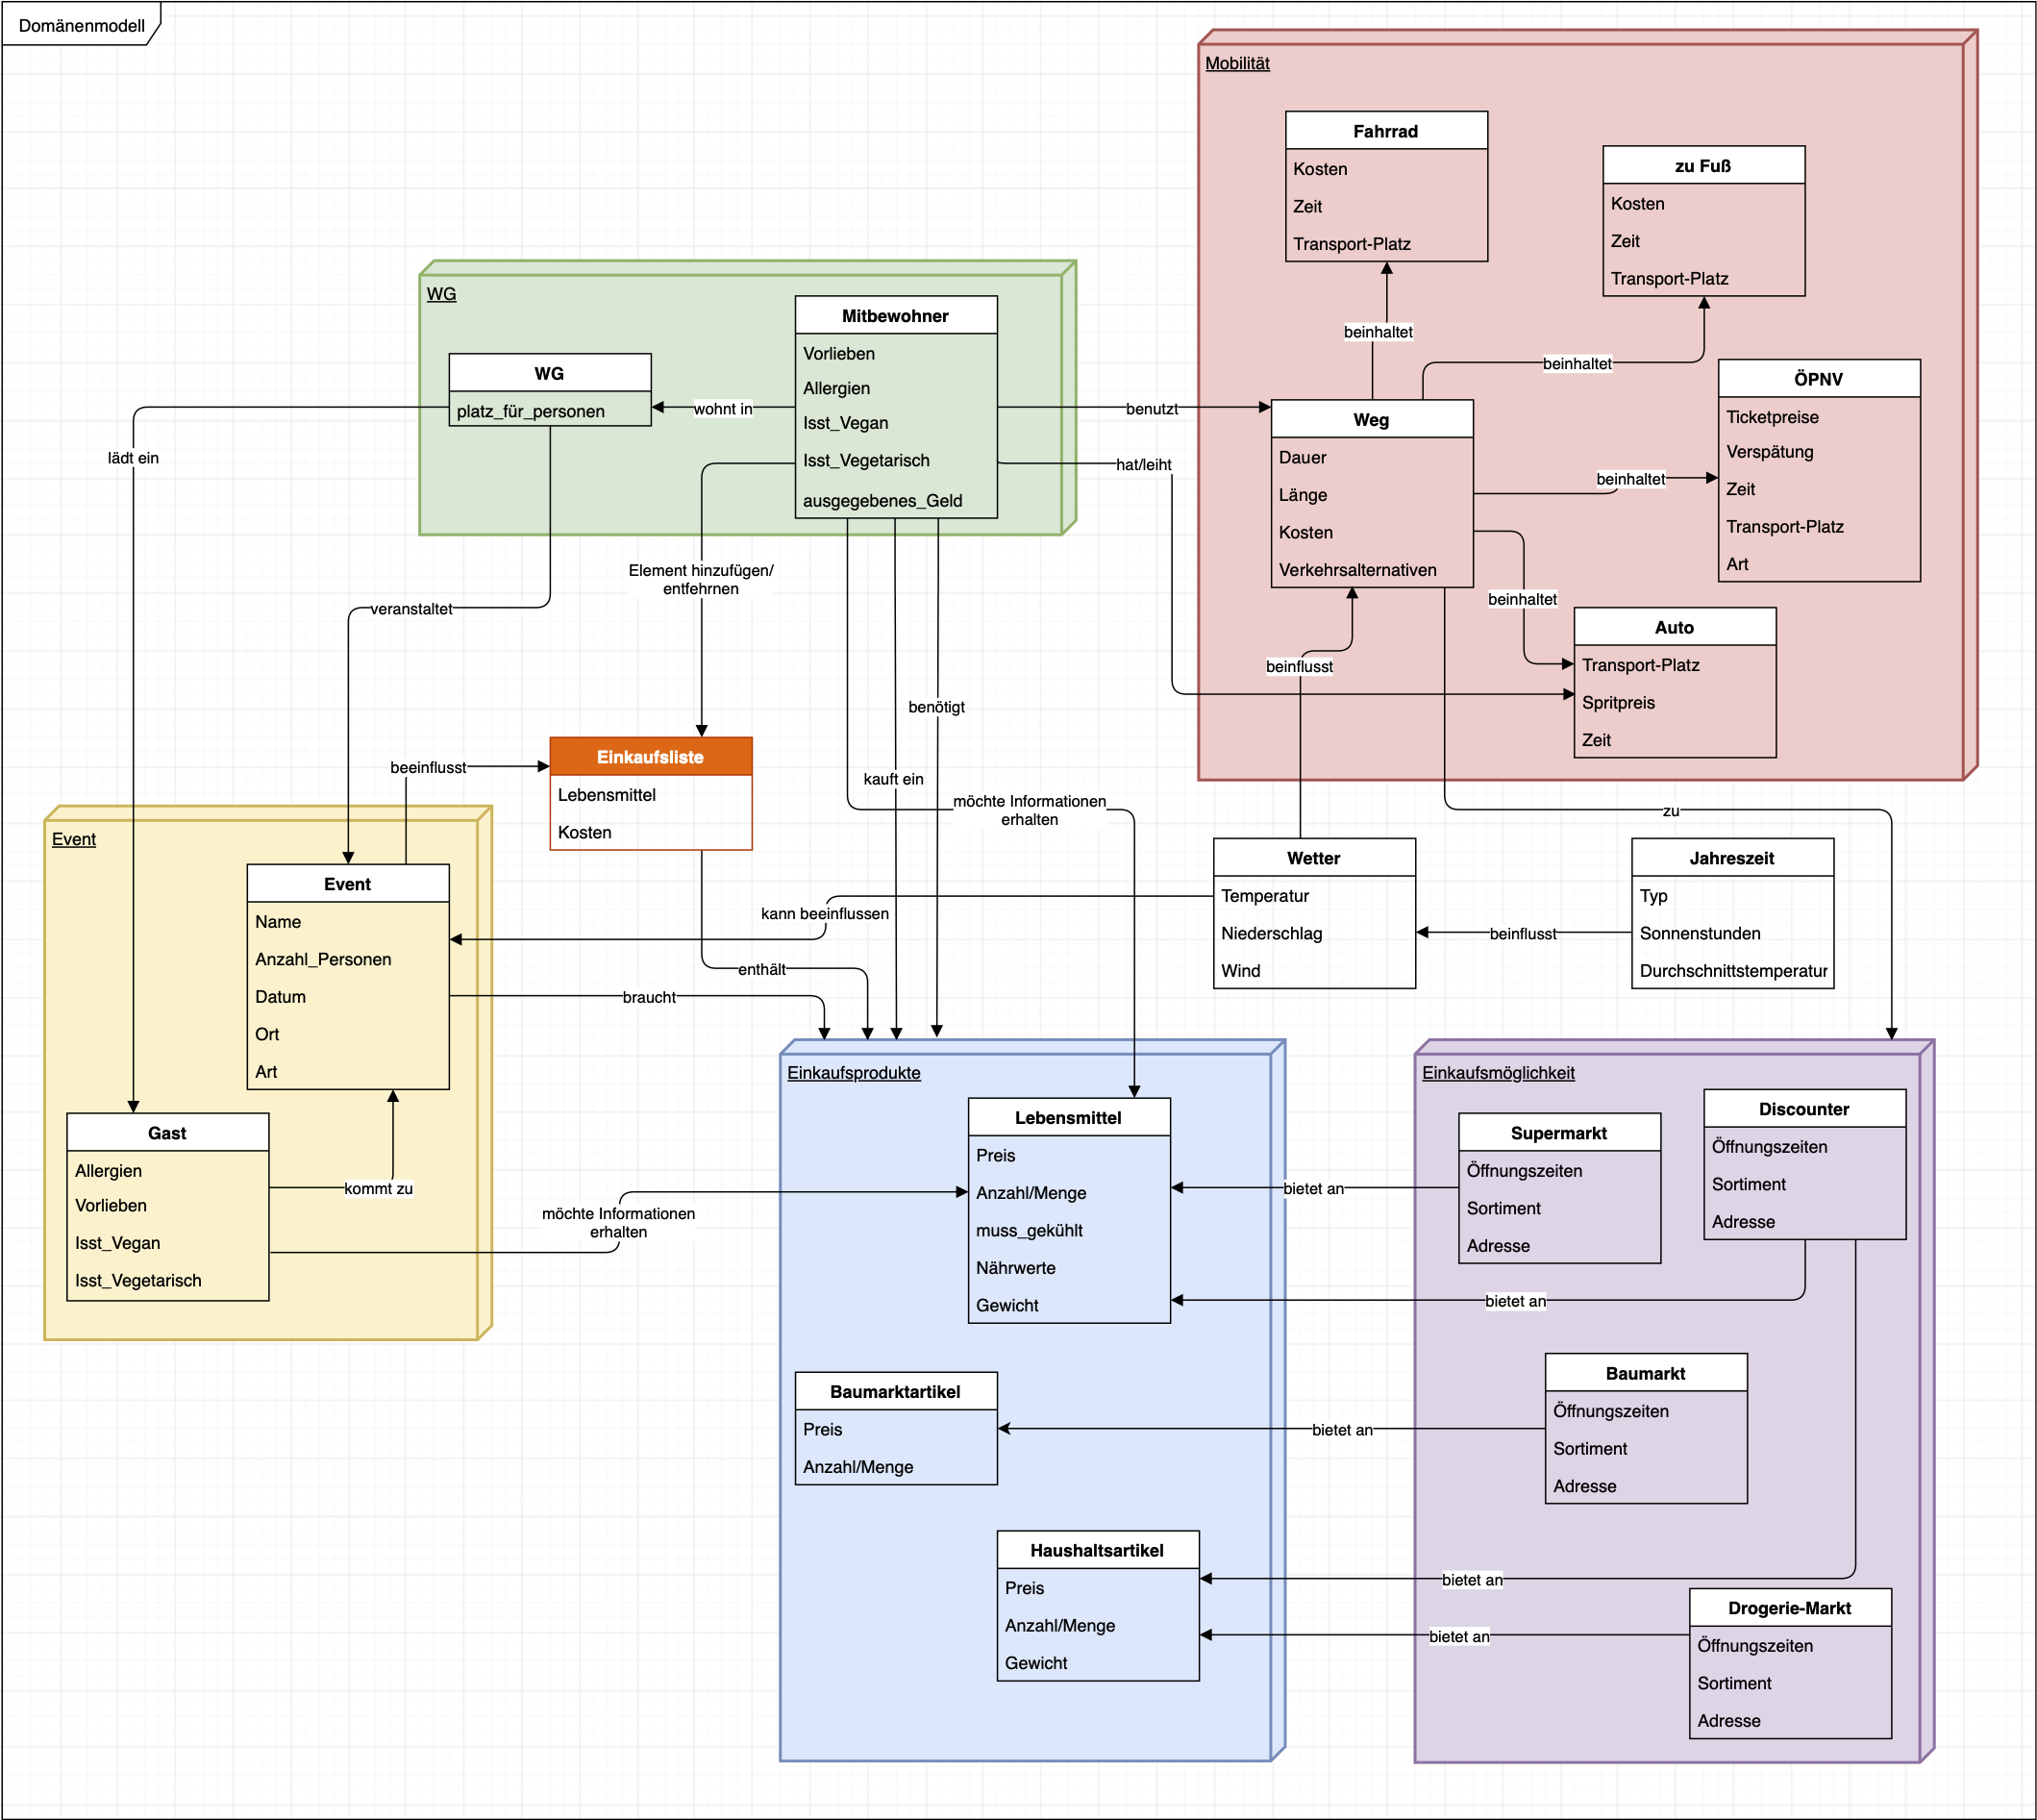 Domänenmodell
Mobilität
Fahrrad
Kosten
Zeit
Transport-Platz
zu Fuß
Kosten
Zeit
Transport-Platz
beinhaltet
beinhaltet
ÖPNV
Ticketpreise
Verspätung
Zeit
Transport-Platz
Art
WG
Mitbewohner
Vorlieben
Allergien
Isst_Vegan
Isst_Vegetarisch
ausgegebenes_Geld
WG
platz_für_personen
wohnt in
benutzt
hat/leiht
Weg
Dauer
Länge
Kosten
Verkehrsalternativen
beinhaltet
beinhaltet
Auto
Transport-Platz
Spritpreis
Zeit
lädt ein
veranstaltet
Element hinzufügen/
entfehrnen
benötigt
kauft ein
möchte Informationen
erhalten
beinflusst
zu
beeinflusst
Einkaufsliste
Lebensmittel
Kosten
Wetter
Temperatur
Niederschlag
Wind
beinflusst
Jahreszeit
Typ
Sonnenstunden
Durchschnittstemperatur
Event
Event
Name
Anzahl_Personen
Datum
Ort
Art
kann beeinflussen
enthält
braucht
Gast
Allergien
Vorlieben
Isst_Vegan
Isst_Vegetarisch
kommt zu
möchte Informationen
erhalten
Einkaufsprodukte
Lebensmittel
Preis
Anzahl/Menge
muss_gekühlt
Nährwerte
Gewicht
Baumarktartikel
Preis
Anzahl/Menge
Haushaltsartikel
Preis
Anzahl/Menge
Gewicht
bietet an
bietet an
bietet an
bietet an
bietet an
Einkaufsmöglichkeit
Supermarkt
Öffnungszeiten
Sortiment
Adresse
Discounter
Öffnungszeiten
Sortiment
Adresse
Baumarkt
Öffnungszeiten
Sortiment
Adresse
Drogerie-Markt
Öffnungszeiten
Sortiment
Adresse